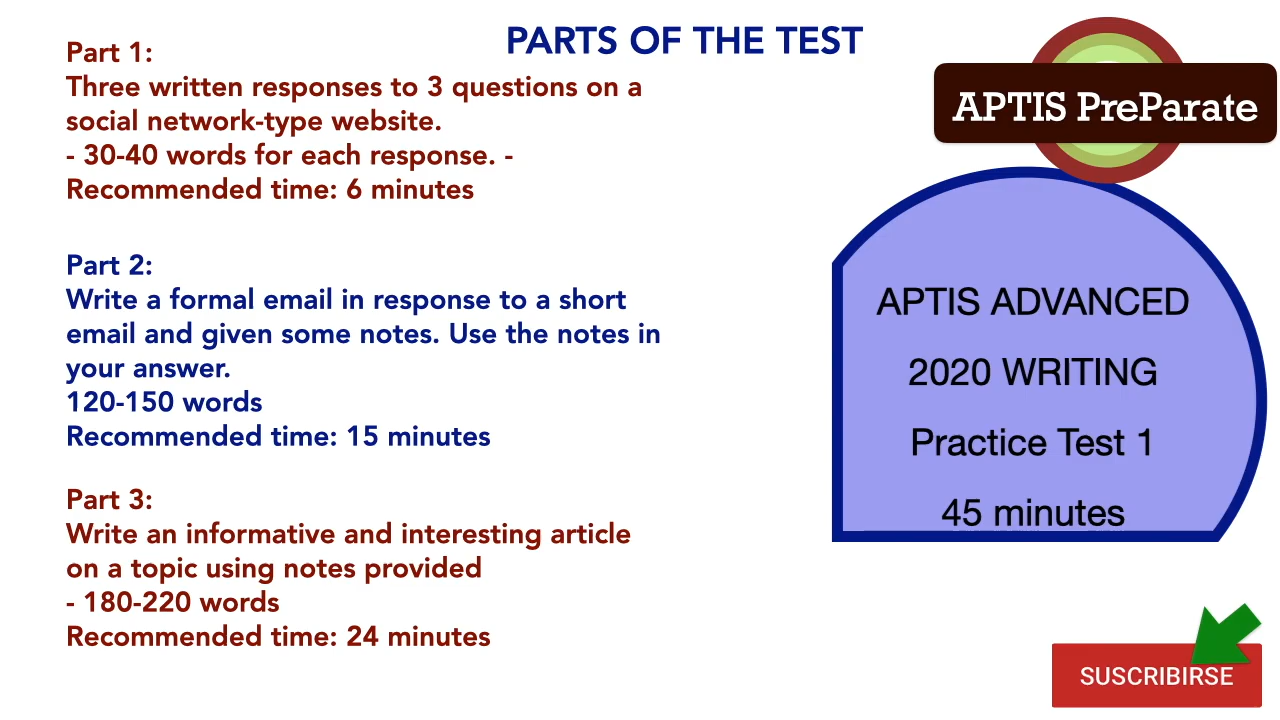 PARTS OF THE TEST
Part 1:
Three written responses to 3 questions on a
social network-type website.
- 30-40 words for each response. -
Recommended time: 6 minutes
Part 2:
Write a formal email in response to a short
email and given some notes. Use the notes in
your answer.
120-150 words
Recommended time: 15 minutes
Part 3:
Write an informative and interesting article
on a topic using notes provided
- 180-220 words
Recommended time: 24 minutes
APTIS PreParate
APTIS ADVANCED
2020 WRITING
Practice Test 1
45 minutes
SUSCRIBIRSE